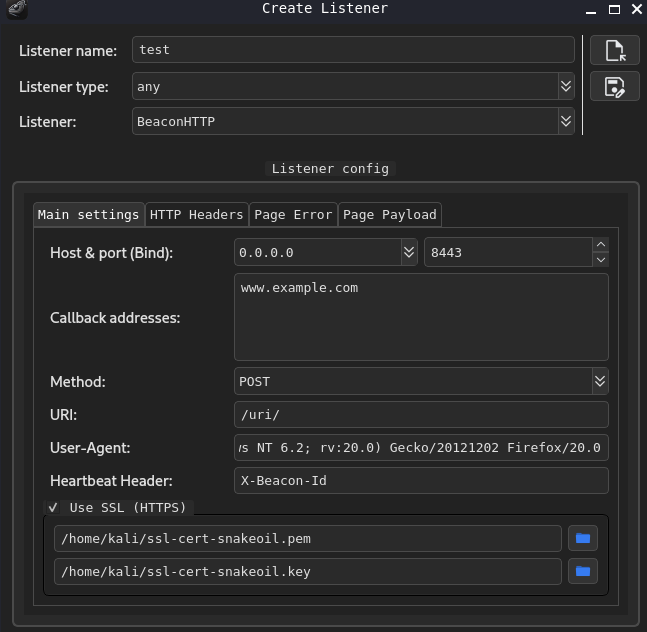 Create Listener
Listener name: test
Listener type: any
Listener: BeaconHTTP
Listener config
Main settings HTTP Headers Page Error Page Payload
Host & port (Bind): 0.0.0.0 8443
Callback addresses: www.example.com
Method: POST
URI: /uri/
User-Agent: NT 6.2; rv:20.0) Gecko/20121202 Firefox/20.0
Heartbeat Header: X-Beacon-Id
Use SSL (HTTPS)
/home/kali/ssl-cert-snakeoil.pem
/home/kali/ssl-cert-snakeoil.key